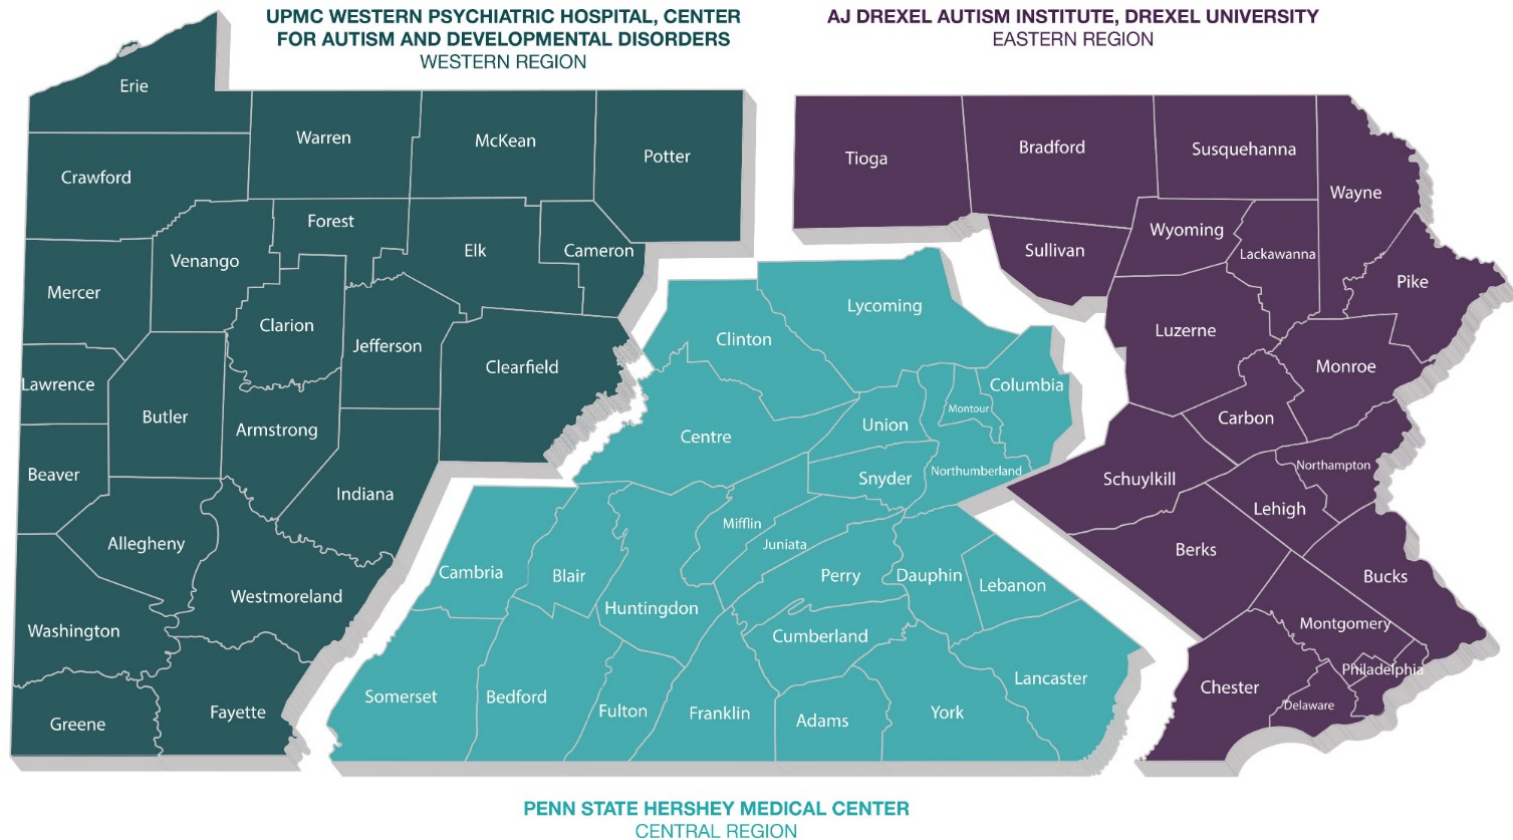 UPMC WESTERN PSYCHIATRIC HOSPITAL, CENTER
FOR AUTISM AND DEVELOPMENTAL DISORDERS
WESTERN REGION
AJ DREXEL AUTISM INSTITUTE, DREXEL UNIVERSITY
EASTERN REGION
Erie
Warren
McKean
Potter
Crawford
Forest
Venango
Elk
Cameron
Mercer
Clarion
Jefferson
Clearfield
Lawrence
Butler
Armstrong
Beaver
Indiana
Allegheny
Westmoreland
Washington
Greene
Fayette
Lycoming
Clinton
Columbia
Montour
Union
Centre
Northumberland
Snyder
Mifflin
Juniata
Cambria
Blair
Perry
Dauphin
Lebanon
Huntingdon
Cumberland
Lancaster
Somerset
Bedford
Fulton
Franklin
Adams
York
Tioga
Bradford
Susquehanna
Wayne
Wyoming
Sullivan
Lackawanna
Pike
Luzerne
Monroe
Carbon
Northampton
Schuylkill
Lehigh
Berks
Bucks
Montgomery
Philadelphia
Chester
Delaware
PENN STATE HERSHEY MEDICAL CENTER
CENTRAL REGION